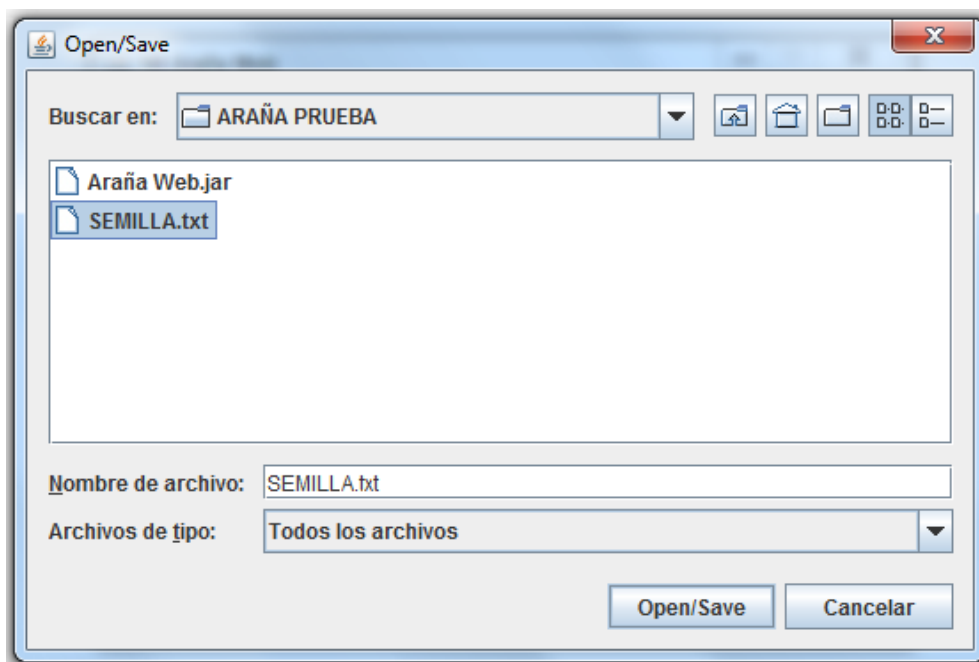 Open/Save
Buscar en: ARAÑA PRUEBA
Araña Web.jar
SEMILLA.txt
Nombre de archivo: SEMILLA.txt
Archivos de tipo: Todos los archivos
Open/Save Cancelar